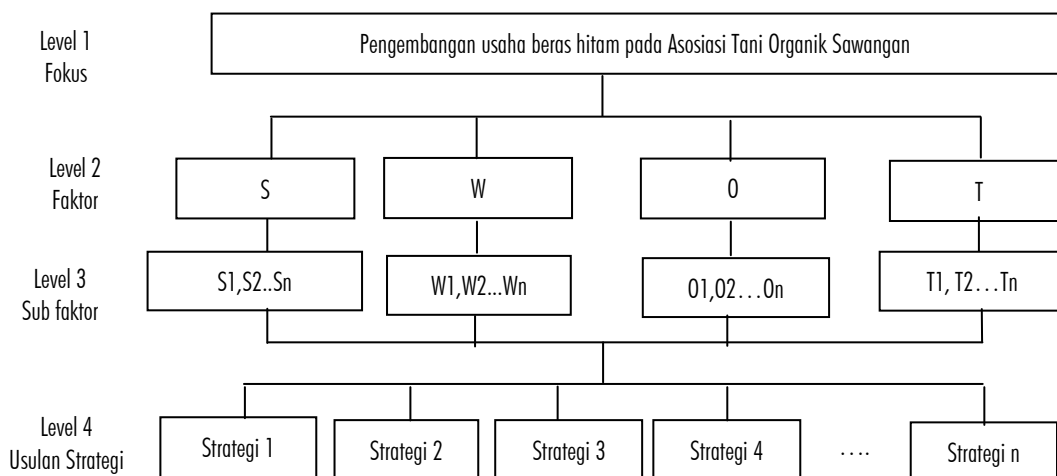 Level 1
Fokus
Pengembangan usaha beras hitam pada Asosiasi Tani Organik Sawangan
Level 2
Faktor
S
W
O
T
Level 3
Sub faktor
S1,S2..Sn
W1,W2...Wn
O1,O2...On
T1, T2...Tn
Level 4
Usulan Strategi
Strategi 1
Strategi 2
Strategi 3
Strategi 4
....
Strategi n